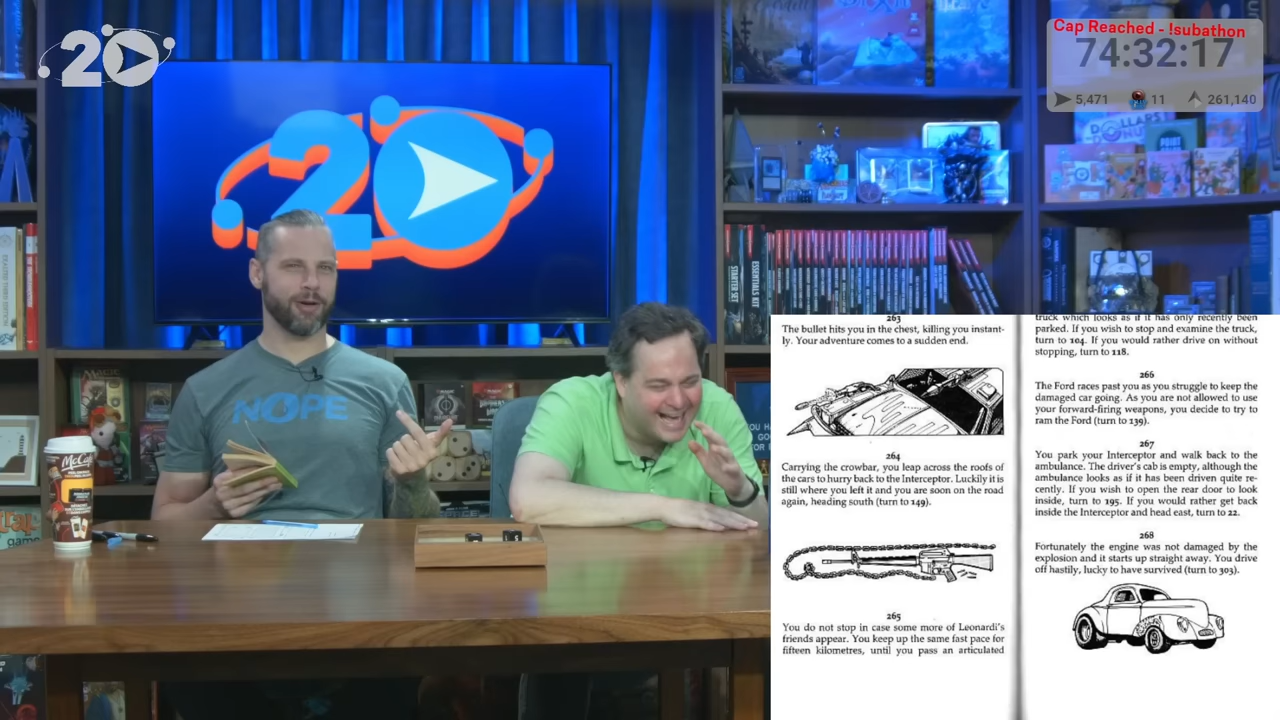 20
Cap Reached - !subathon
74:32:17
5,471 11 261,140
20
DOLLARS
STARTER SET
ESSENTIALS KIT
NOPE
McCafé
263
The bullet hits you in the chest, killing you instant-
ly. Your adventure comes to a sudden end.
264
Carrying the crowbar, you leap across the roofs of
the cars to hurry back to the Interceptor. Luckily it is
still where you left it and you are soon on the road
again, heading south (turn to 149).
265
You do not stop in case some more of Leonardi's
friends appear. You keep up the same fast pace for
fifteen kilometres, until you pass an articulated
truck which looks as if it has only recently been
parked. If you wish to stop and examine the truck,
turn to 104. If you would rather drive on without
stopping, turn to 118.
266
The Ford races past you as you struggle to keep the
damaged car going. As you are not allowed to use
your forward-firing weapons, you decide to try to
ram the Ford (turn to 139).
267
You park your Interceptor and walk back to the
ambulance. The driver's cab is empty, although the
ambulance looks as if it has been driven quite re-
cently. If you wish to open the rear door to look
inside, turn to 195. If you would rather get back
inside the Interceptor and head east, turn to 22.
268
Fortunately the engine was not damaged by the
explosion and it starts up straight away. You drive
off hastily, lucky to have survived (turn to 303).